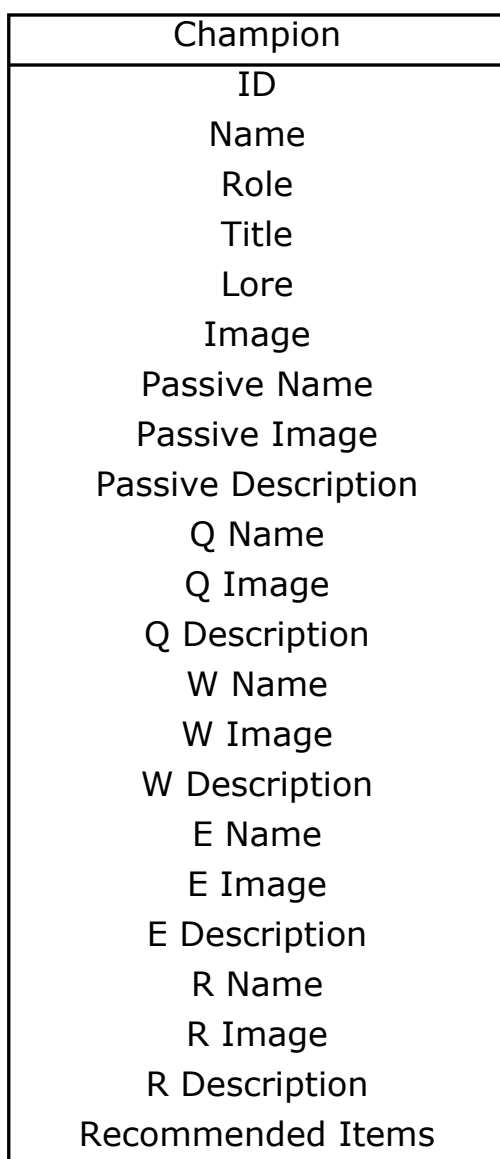 Champion
ID
Name
Role
Title
Lore
Image
Passive Name
Passive Image
Passive Description
Q Name
Q Image
Q Description
W Name
W Image
W Description
E Name
E Image
E Description
R Name
R Image
R Description
Recommended Items